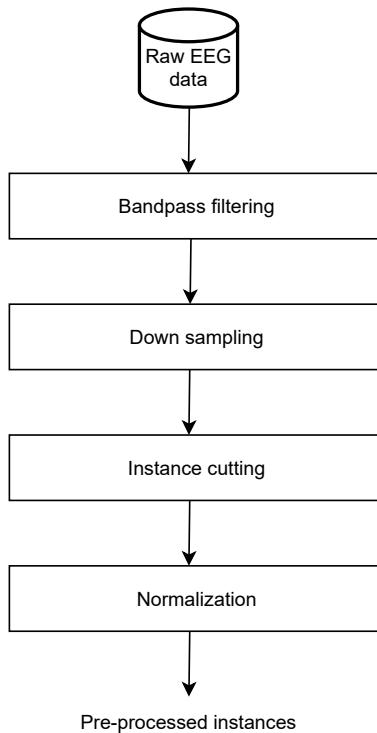 Raw EEG
data
Bandpass filtering
Down sampling
Instance cutting
Normalization
Pre-processed instances